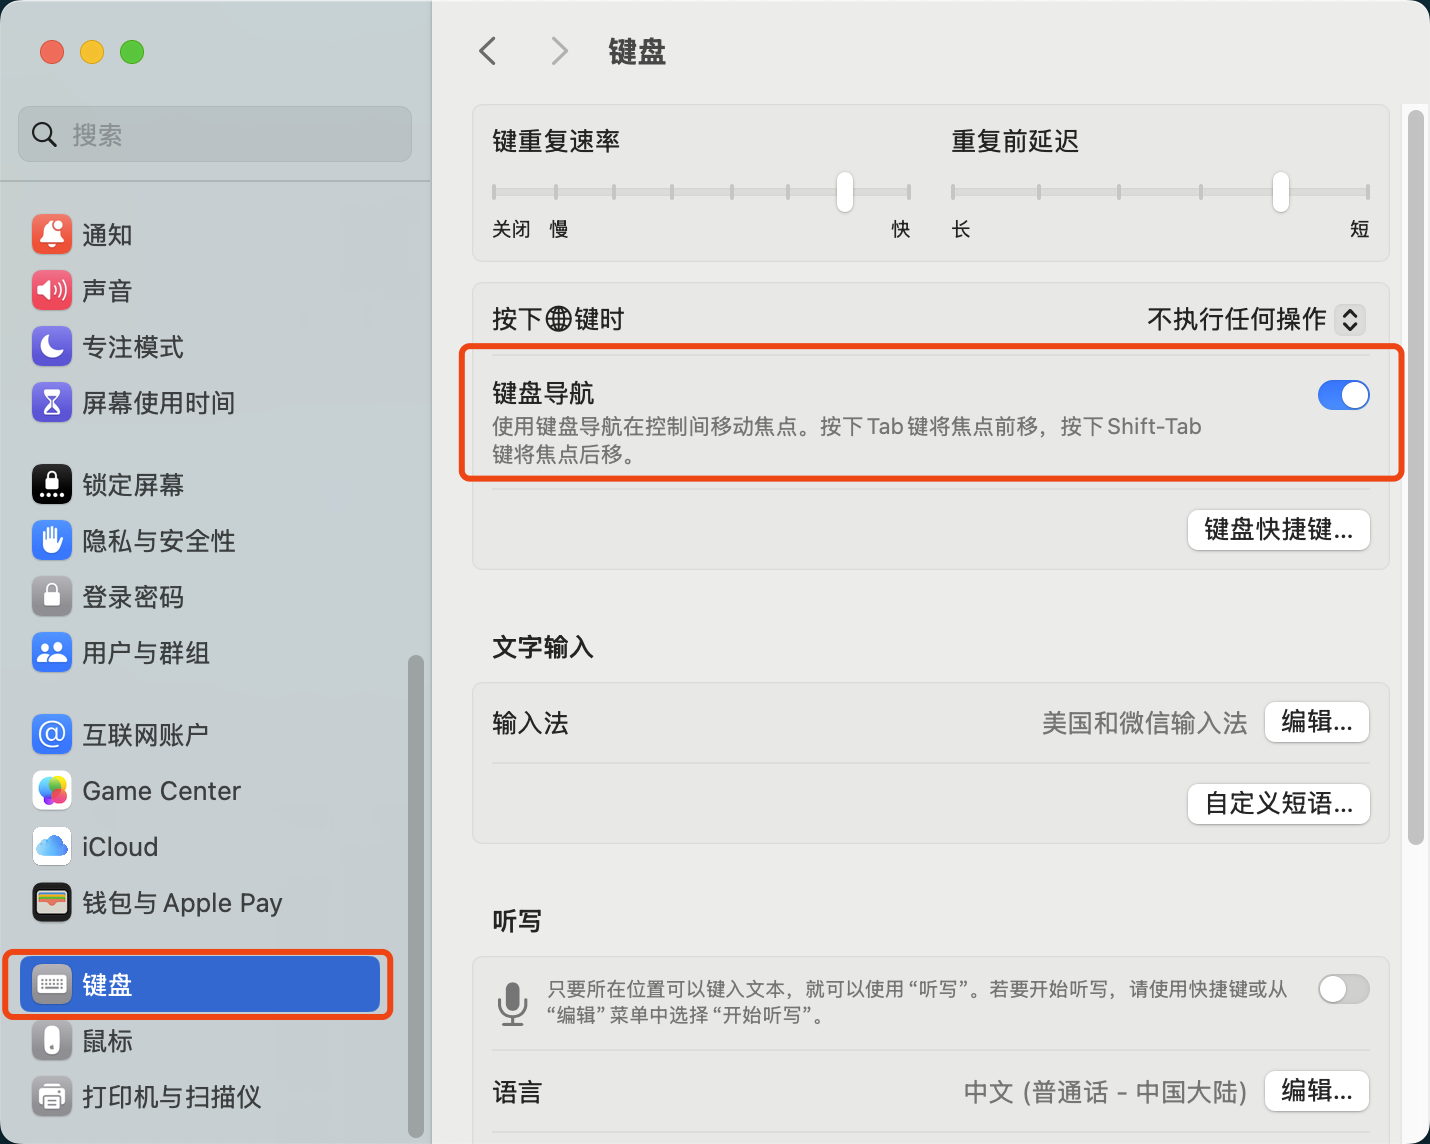 搜索
通知
声音
专注模式
屏幕使用时间
锁定屏幕
隐私与安全性
登录密码
用户与群组
互联网账户
Game Center
iCloud
钱包与 Apple Pay
键盘
鼠标
打印机与扫描仪
键盘
键重复速率
重复前延迟
关闭 慢 快
长 短
按下键时 不执行任何操作
键盘导航
使用键盘导航在控制间移动焦点。按下 Tab 键将焦点前移，按下 Shift-Tab
键将焦点后移。
键盘快捷键...
文字输入
输入法 美国和微信输入法 编辑...
自定义短语...
听写
只要所在位置可以键入文本，就可以使用“听写”。若要开始听写，请使用快捷键或从
“编辑”菜单中选择“开始听写”。
语言 中文 (普通话 - 中国大陆) 编辑...